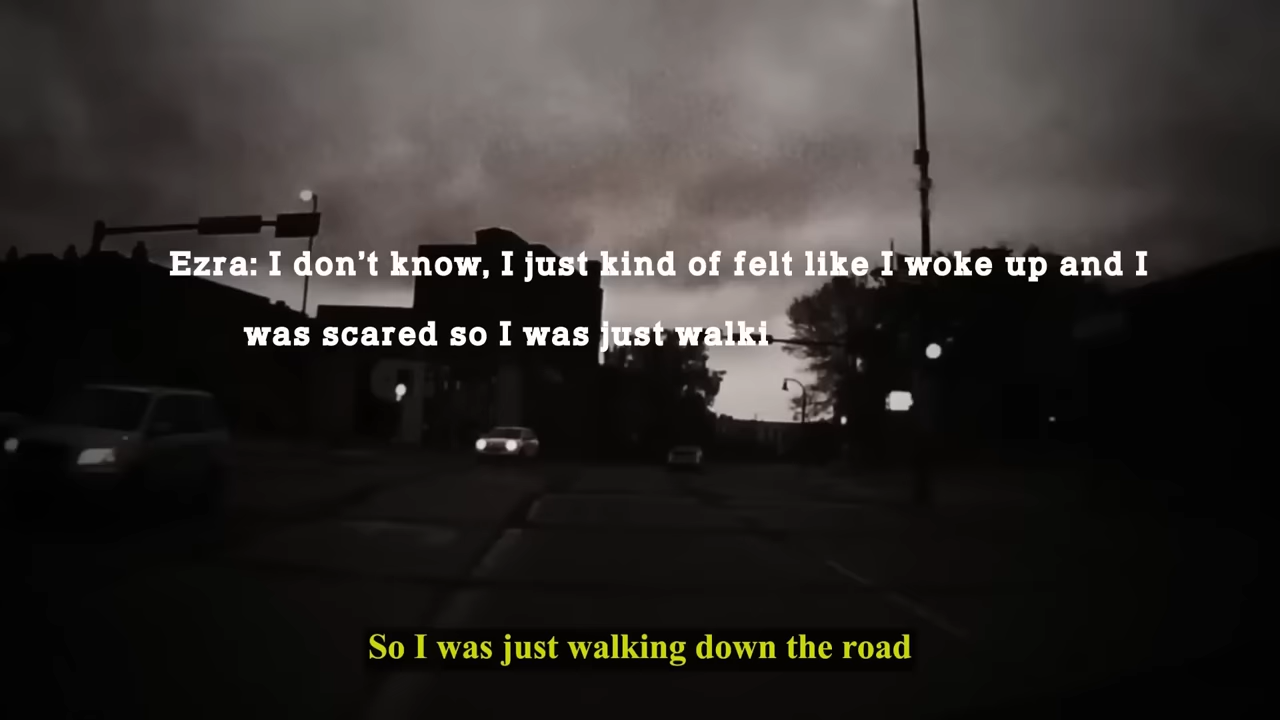 Ezra: I don't know, I just kind of felt like I woke up and I
was scared so I was just walki
So I was just walking down the road